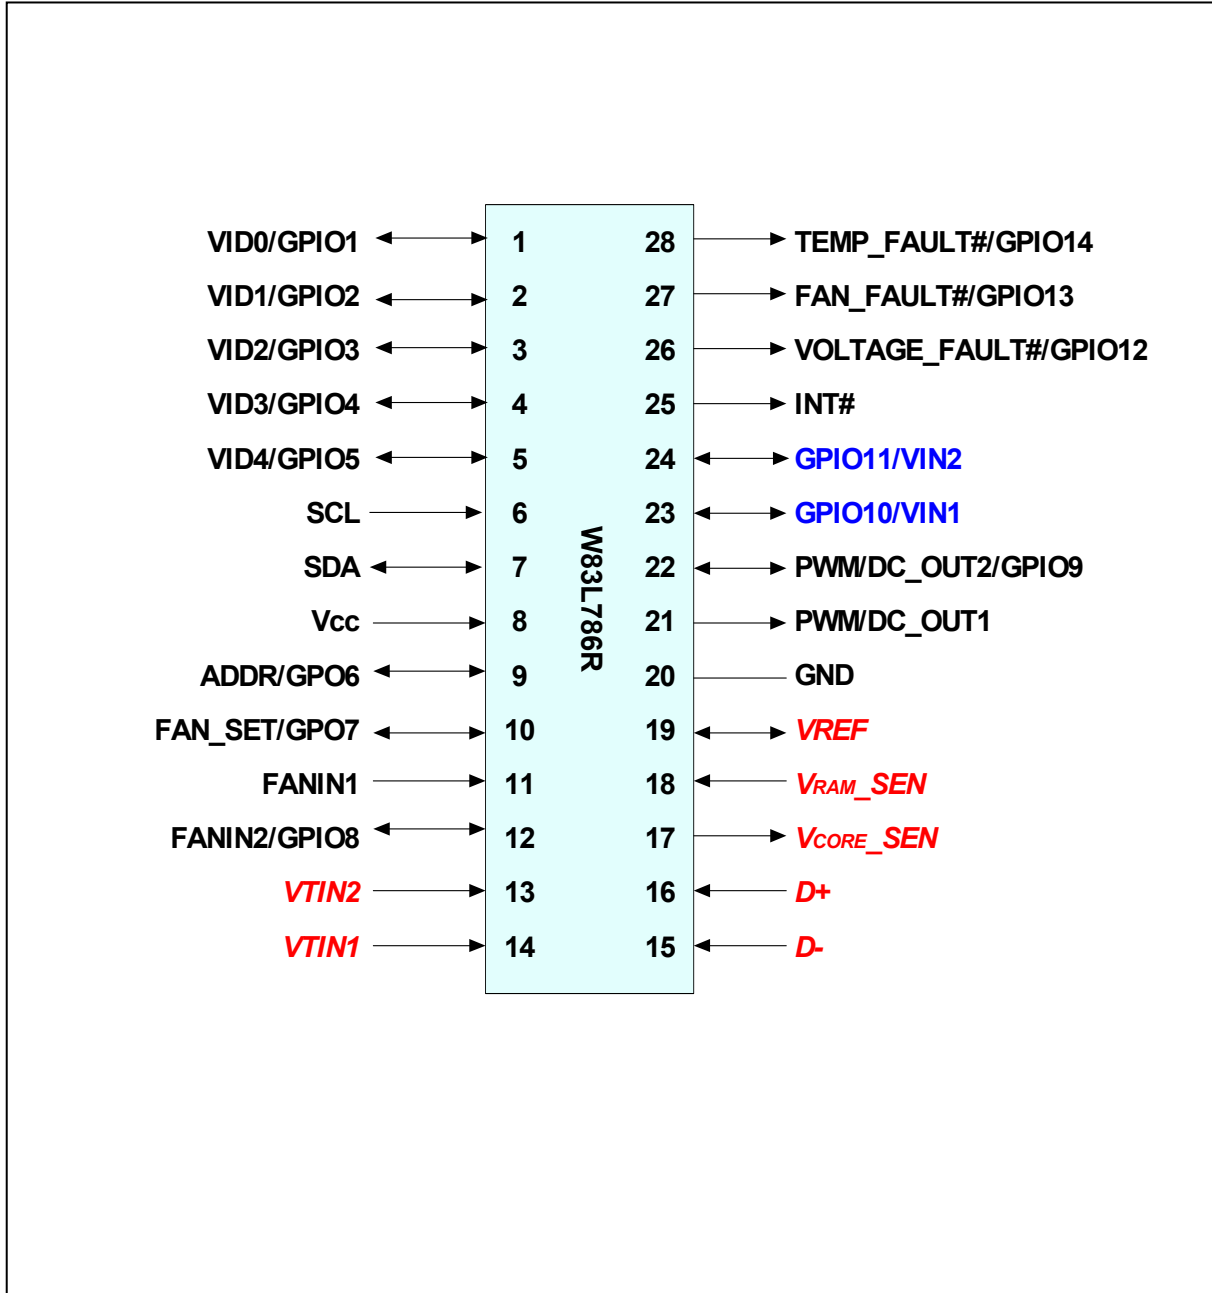 VID0/GPIO1 1 28 TEMP_FAULT#/GPIO14
VID1/GPIO2 2 27 FAN_FAULT#/GPIO13
VID2/GPIO3 3 26 VOLTAGE_FAULT#/GPIO12
VID3/GPIO4 4 25 INT#
VID4/GPIO5 5 24 GPIO11/VIN2
SCL 6 23 GPIO10/VIN1
SDA 7 22 PWM/DC_OUT2/GPIO9
Vcc 8 21 PWM/DC_OUT1
ADDR/GPO6 9 20 GND
FAN_SET/GPO7 10 19 VREF
FANIN1 11 18 VRAM_SEN
FANIN2/GPIO8 12 17 VCORE_SEN
VTIN2 13 16 D+
VTIN1 14 15 D-
W83L786R